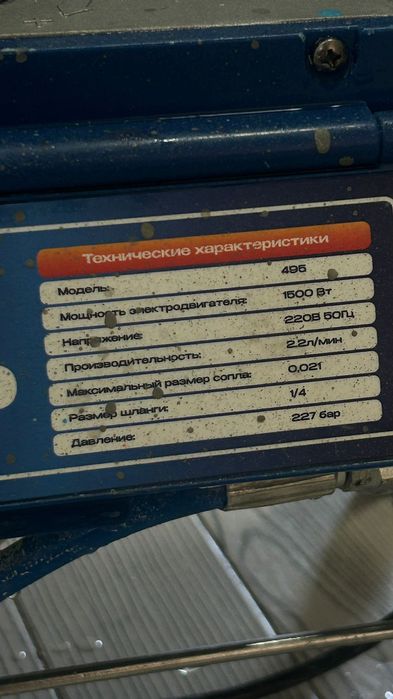 Технические характеристики
Модель: 495
Мощность электродвигателя: 1500 Вт
Напряжение: 220В 50Гц
Производительность: 2.2л/мин
Максимальный размер сопла: 0,021
Размер шланги: 1/4
Давление: 227 бар